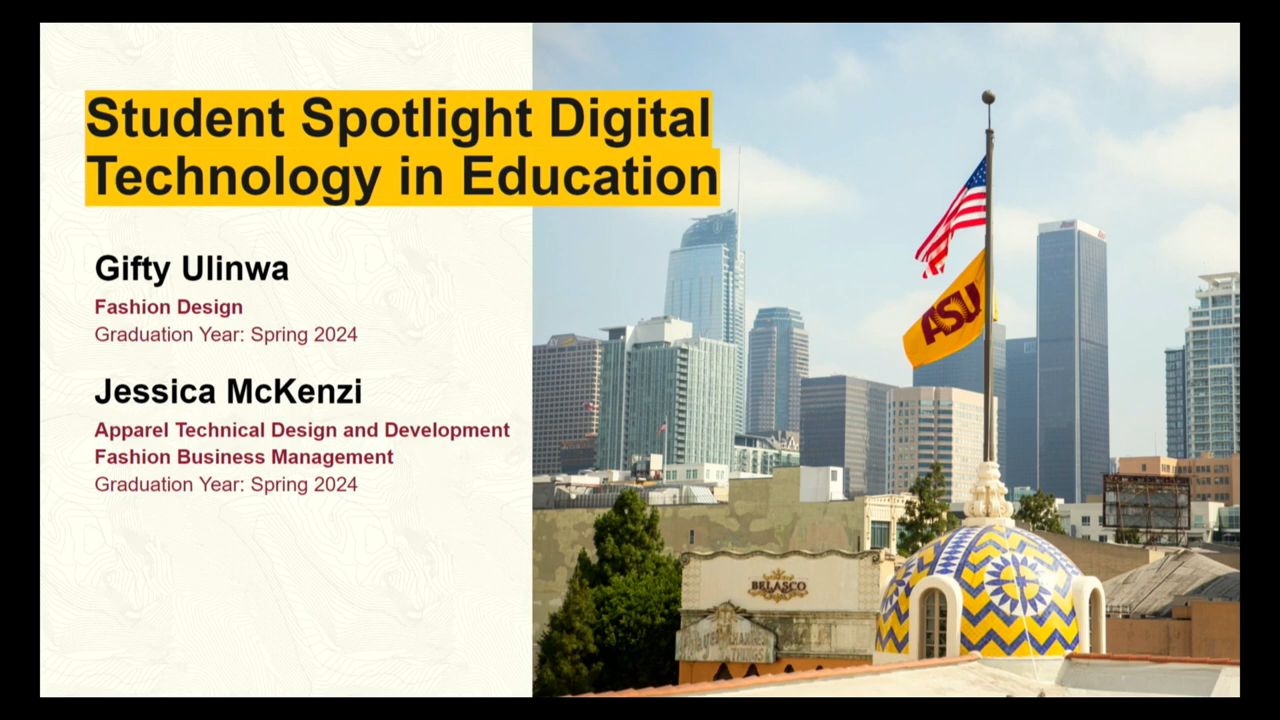 Student Spotlight Digital
Technology in Education
Gifty Ulinwa
Fashion Design
Graduation Year: Spring 2024
Jessica McKenzi
Apparel Technical Design and Development
Fashion Business Management
Graduation Year: Spring 2024
ASU
BELASCO